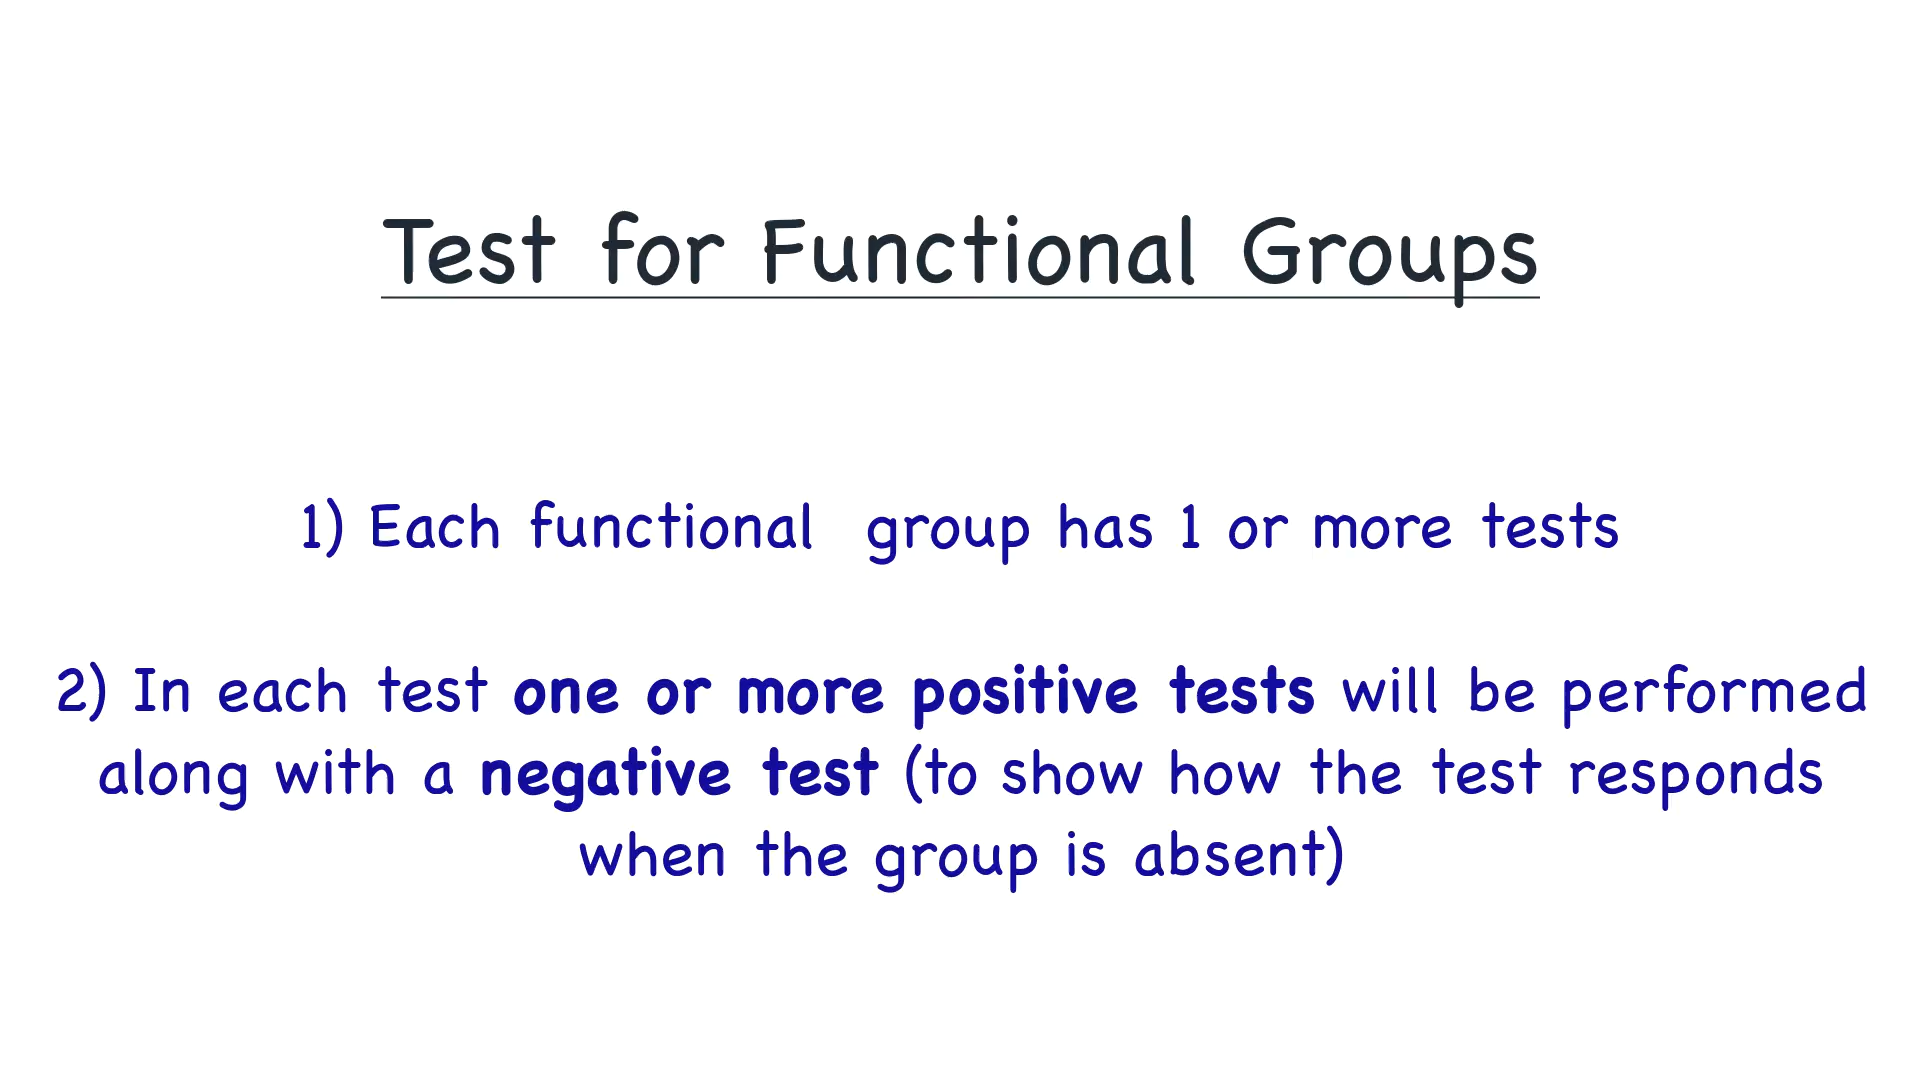 Test for Functional Groups
1) Each functional group has 1 or more tests
2) In each test one or more positive tests will be performed
along with a negative test (to show how the test responds
when the group is absent)